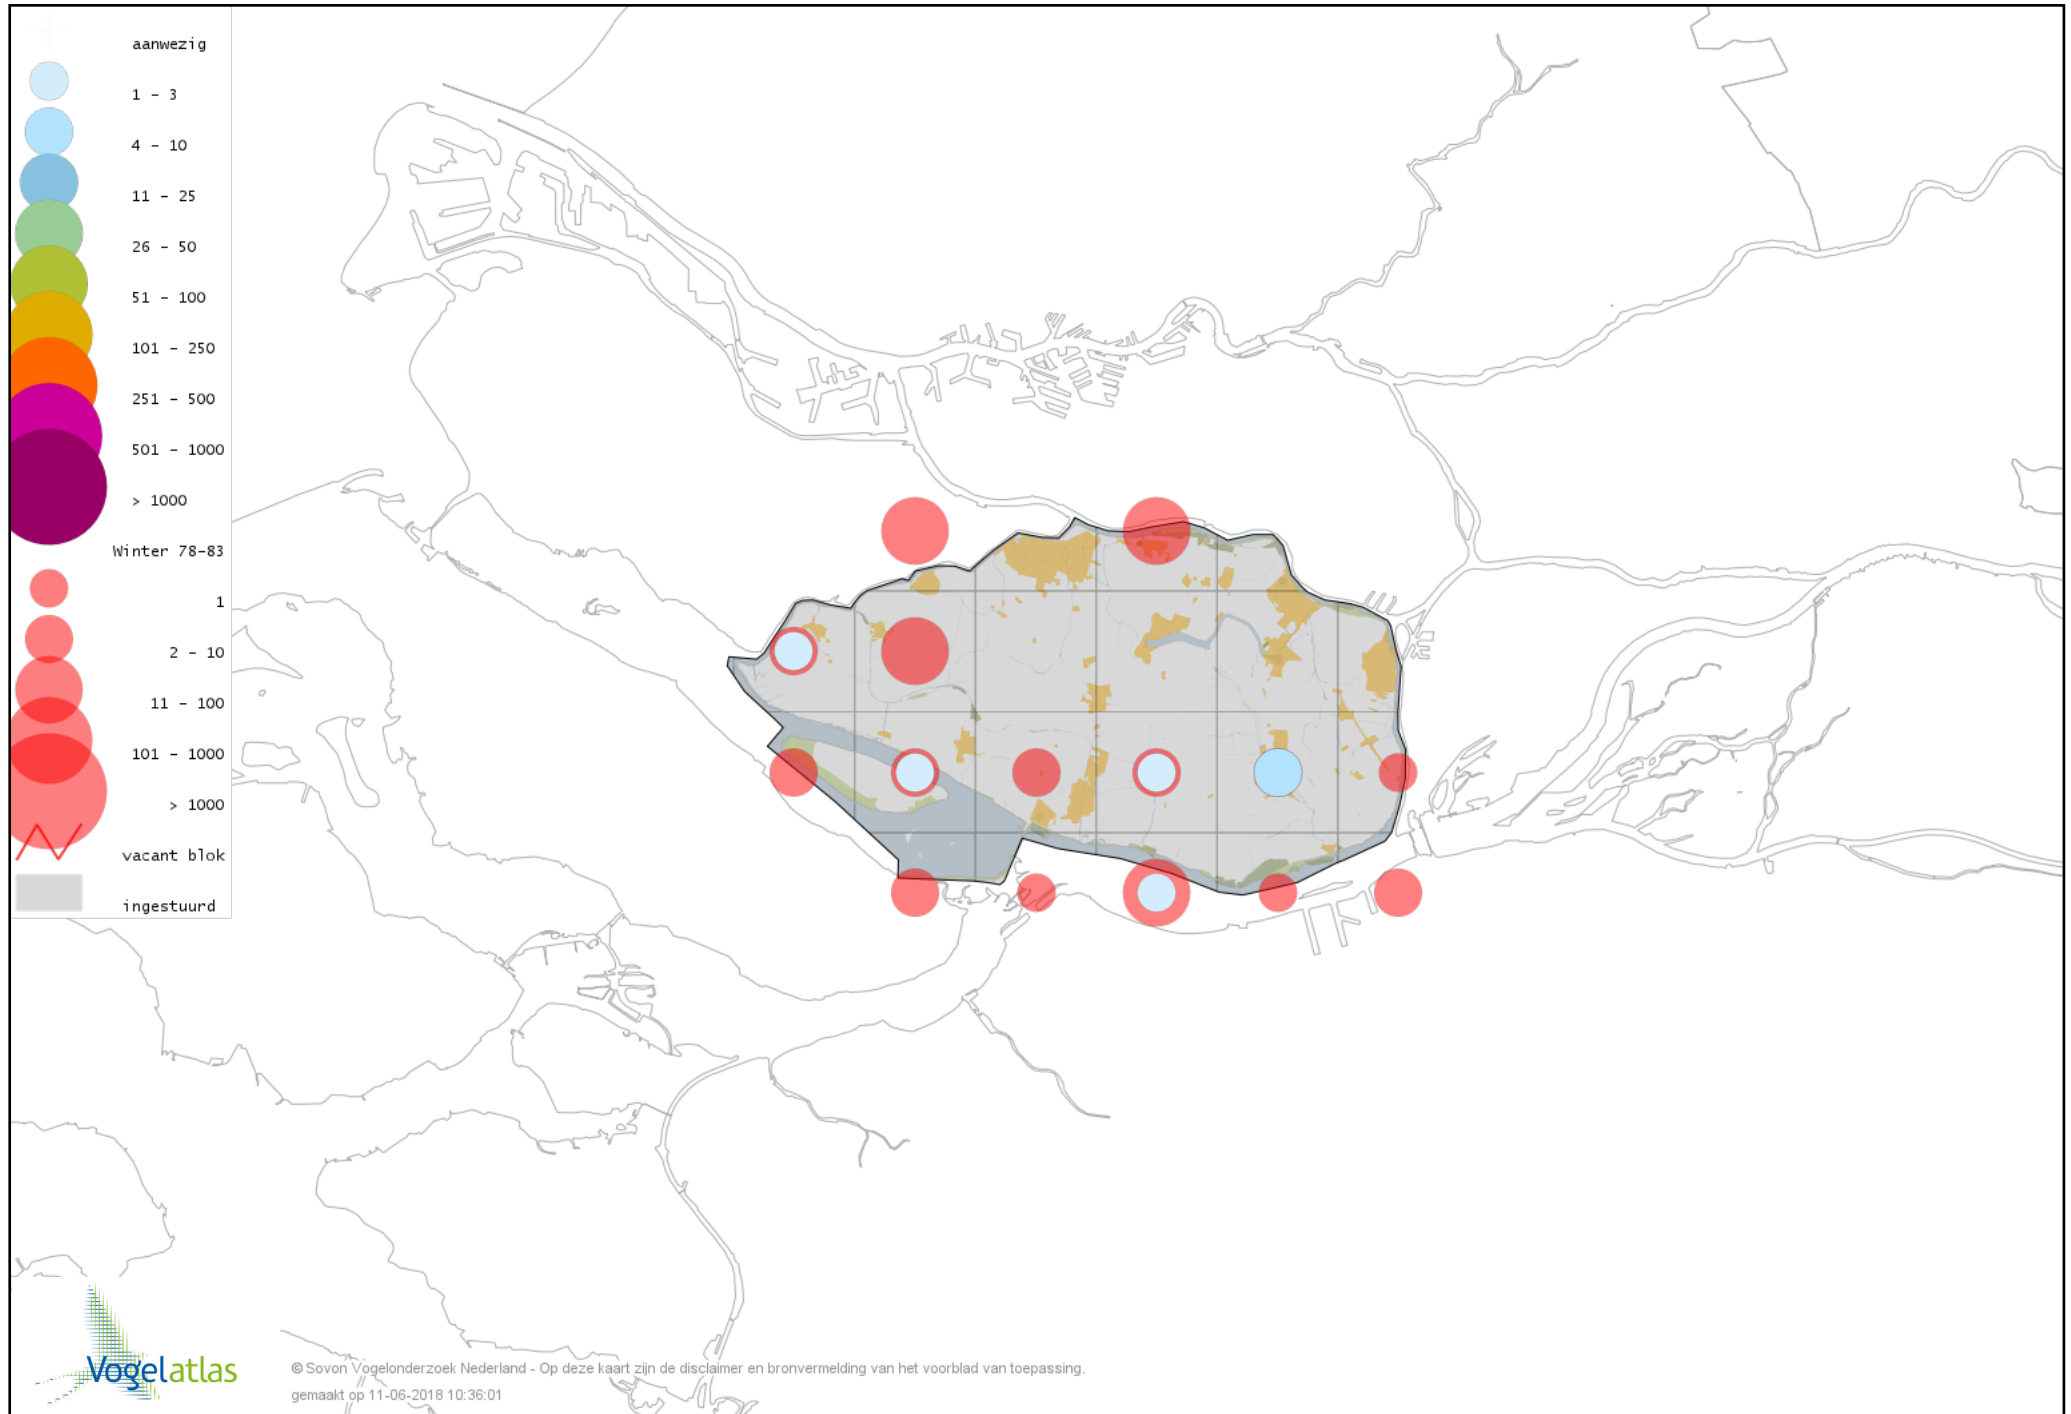 aanwezig
1 - 3
4 - 10
11 - 25
26 - 50
51 - 100
101 - 250
251 - 500
501 - 1000
> 1000
Winter 78-83
1
2 - 10
11 - 100
101 - 1000
> 1000
vacant blok
ingestuurd
Vogelatlas
© Sovon Vogelonderzoek Nederland - Op deze kaart zijn de disclaimer en bronvermelding van het voorblad van toepassing.
gemaakt op 11-06-2018 10:36:01